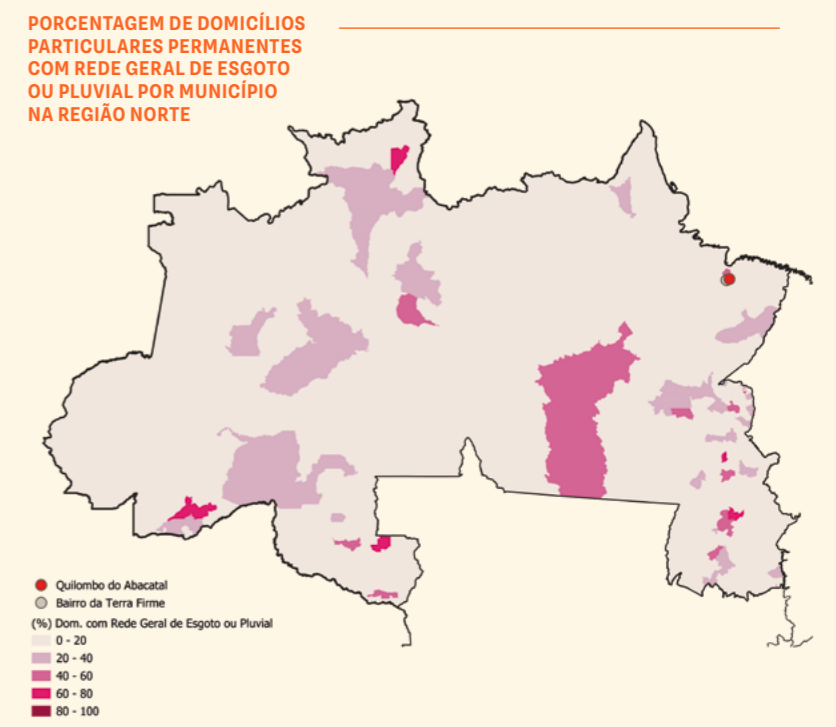 PORCENTAGEM DE DOMICÍLIOS
PARTICULARES PERMANENTES
COM REDE GERAL DE ESGOTO
OU PLUVIAL POR MUNICÍPIO
NA REGIÃO NORTE
Quilombo do Abacatal
Bairro da Terra Firme
(%) Dom. com Rede Geral de Esgoto ou Pluvial
0 - 20
20 - 40
40 - 60
60 - 80
80 - 100